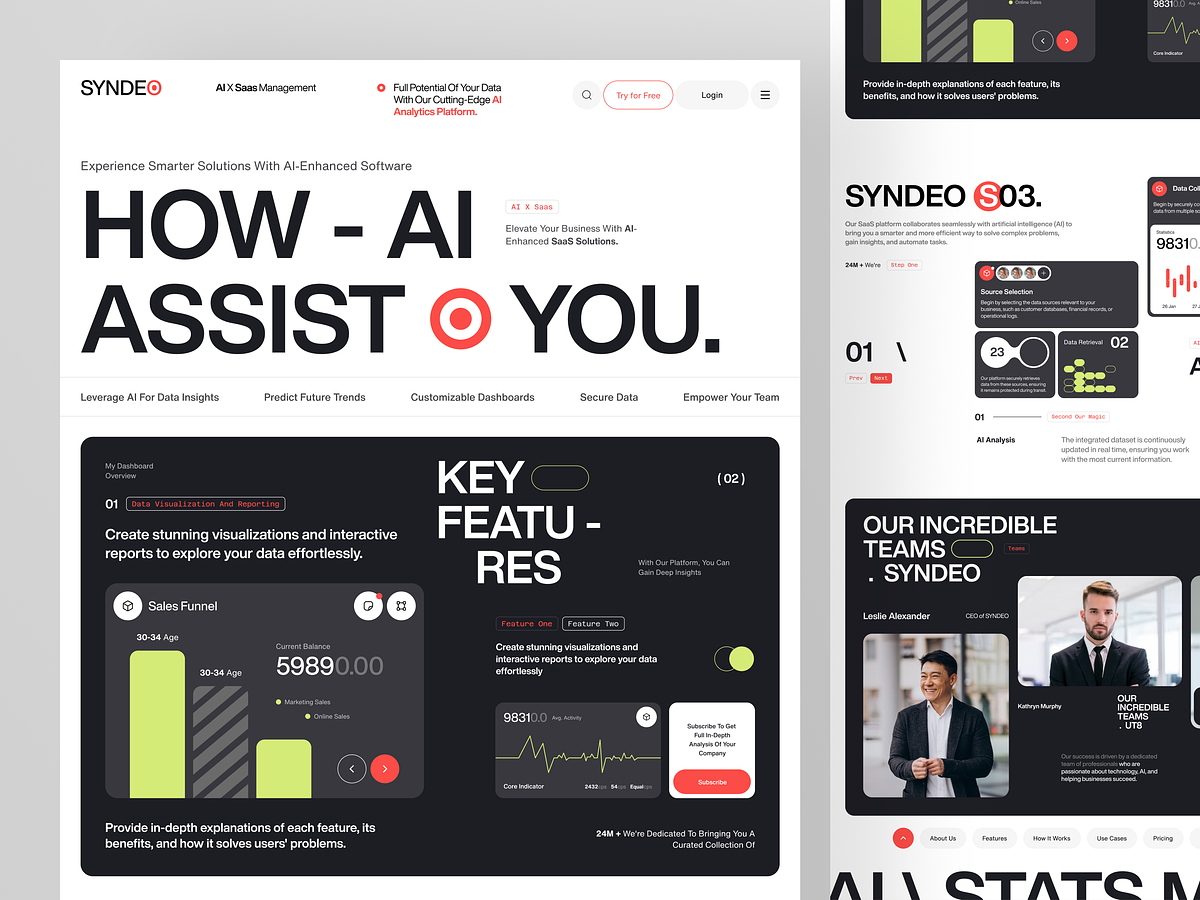 SYNDEO
AI X Saas Management
Full Potential Of Your Data
With Our Cutting-Edge AI
Analytics Platform.
Try for Free
Login
Experience Smarter Solutions With AI-Enhanced Software
HOW - AI
AI X Saas
Elevate Your Business With AI-
Enhanced SaaS Solutions.
ASSIST YOU.
Leverage AI For Data Insights
Predict Future Trends
Customizable Dashboards
Secure Data
Empower Your Team
My Dashboard
Overview
01 Data Visualization And Reporting
Create stunning visualizations and interactive
reports to explore your data effortlessly.
Sales Funnel
30-34 Age
30-34 Age
Current Balance
59890.00
Marketing Sales
Online Sales
Provide in-depth explanations of each feature, its
benefits, and how it solves users' problems.
KEY
FEATU -
RES
( 02 )
With Our Platform, You Can
Gain Deep Insights
Feature One
Feature Two
Create stunning visualizations and
interactive reports to explore your data
effortlessly
98310.0 Avg, Activity
Core Indicator
2432cps 54cps Equalcps
Subscribe To Get
Full In-Depth
Analysis Of Your
Company
Subscribe
24M + We're Dedicated To Bringing You A
Curated Collection Of
Online Sales
98310.0
Core Indicator
Provide in-depth explanations of each feature, its
benefits, and how it solves users' problems.
SYNDEO S03.
Our SaaS platform collaborates seamlessly with artificial intelligence (AI) to
bring you a smarter and more efficient way to solve complex problems,
gain insights, and automate tasks.
24M + We're
Step One
01 \
Prev
Next
Source Selection
Begin by selecting the data sources relevant to your
business, such as customer databases, financial records, or
operational logs.
23
Our platform securely retrieves
data from these sources, ensuring
it remains protected during transit.
Data Retrieval 02
Data Coll
Begin by securely co
data from multiple so
Statistics
98310
26 Jan
27 J
AI
A
01
Second Our Magic
AI Analysis
The integrated dataset is continuously
updated in real time, ensuring you work
with the most current information.
OUR INCREDIBLE
TEAMS
Teams
. SYNDEO
Leslie Alexander
CEO of SYNDEO
Kathryn Murphy
OUR
INCREDIBLE
TEAMS
. UT8
Our success is driven by a dedicated
team of professionals who are
passionate about technology, AI, and
helping businesses succeed.
About Us
Features
How It Works
Use Cases
Pricing
AI \ STATS M